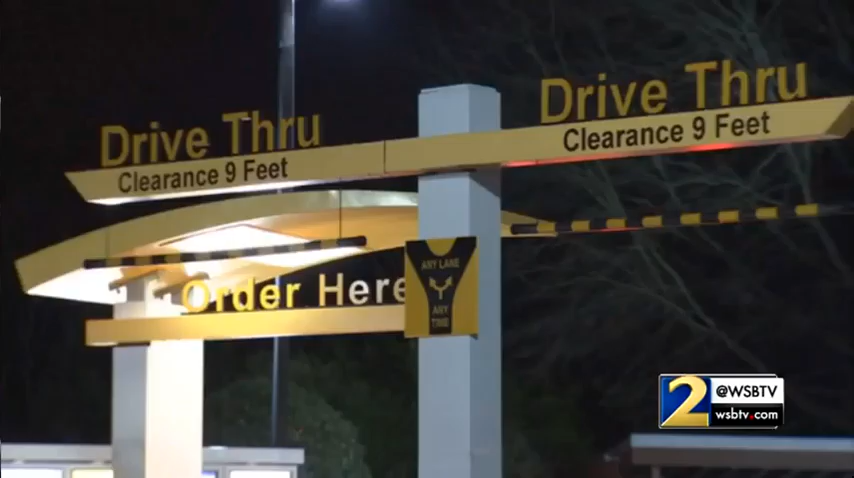 Drive Thru
Clearance 9 Feet
Drive Thru
Clearance 9 Feet
Order Here
ANY LANE
ANY
TIME
2
@WSBTV
wsbtv.com